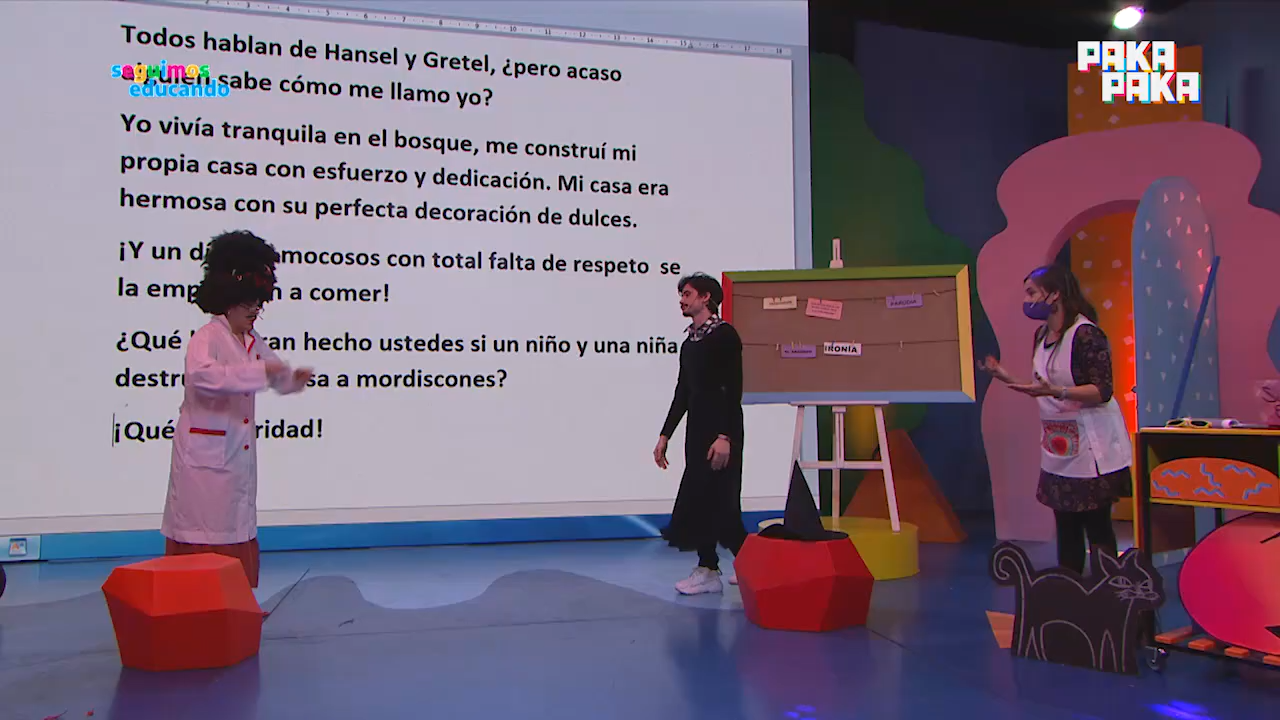 Todos hablan de Hansel y Gretel, ¿pero acaso
alguien sabe cómo me llamo yo?
Yo vivía tranquila en el bosque, me construí mi
propia casa con esfuerzo y dedicación. Mi casa era
hermosa con su perfecta decoración de dulces.
¡Y un dí mocosos con total falta de respeto se
la emp n a comer!
¿Qué ran hecho ustedes si un niño y una niña
destru sa a mordiscones?
¡Qué ridad!
seguimos
educando
PAKA
PAKA
PARODIA
IRONÍA